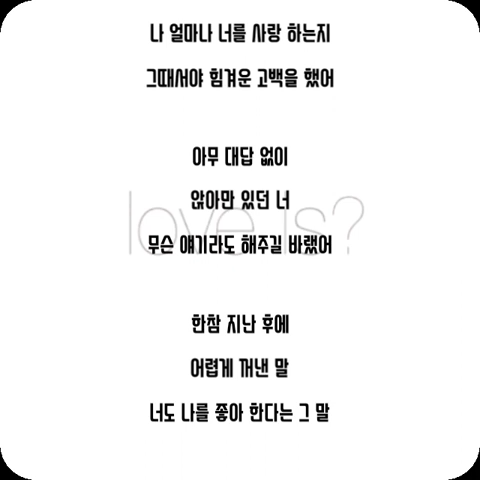 나 얼마나 너를 사랑 하는지
그때서야 힘겨운 고백을 했어
아무 대답 없이
앉아만 있던 너
love is?
무슨 얘기라도 해주길 바랬어
한참 지난 후에
어렵게 꺼낸 말
너도 나를 좋아 한다는 그 말